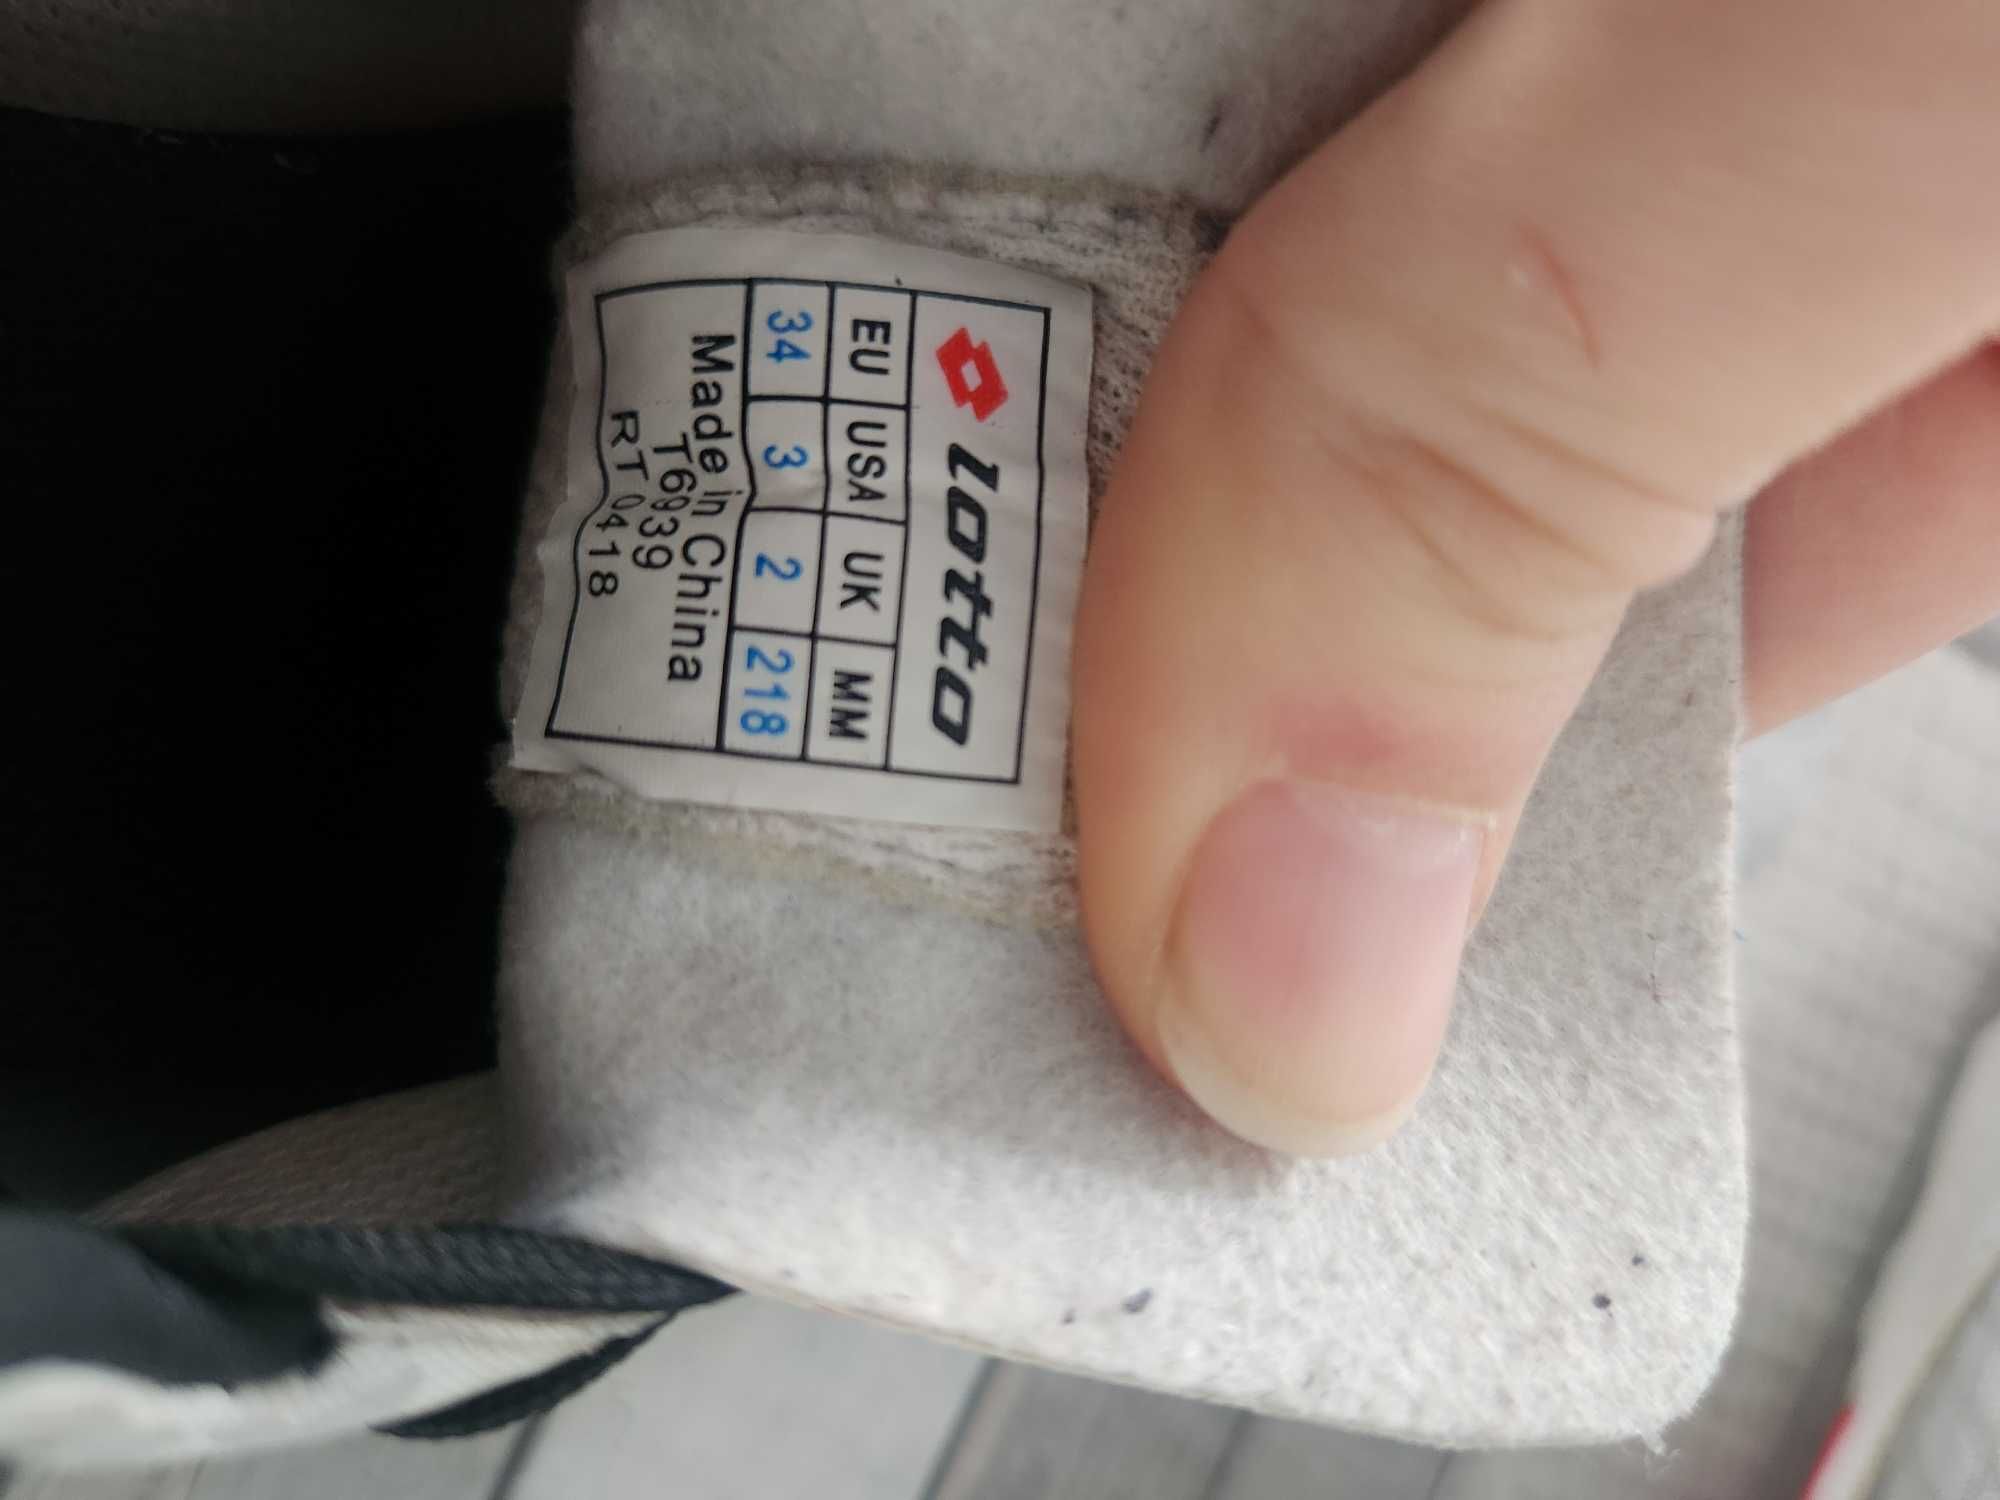 lotto
EU USA UK MM
34 3 2 218
Made in China
T6939
RT 0418